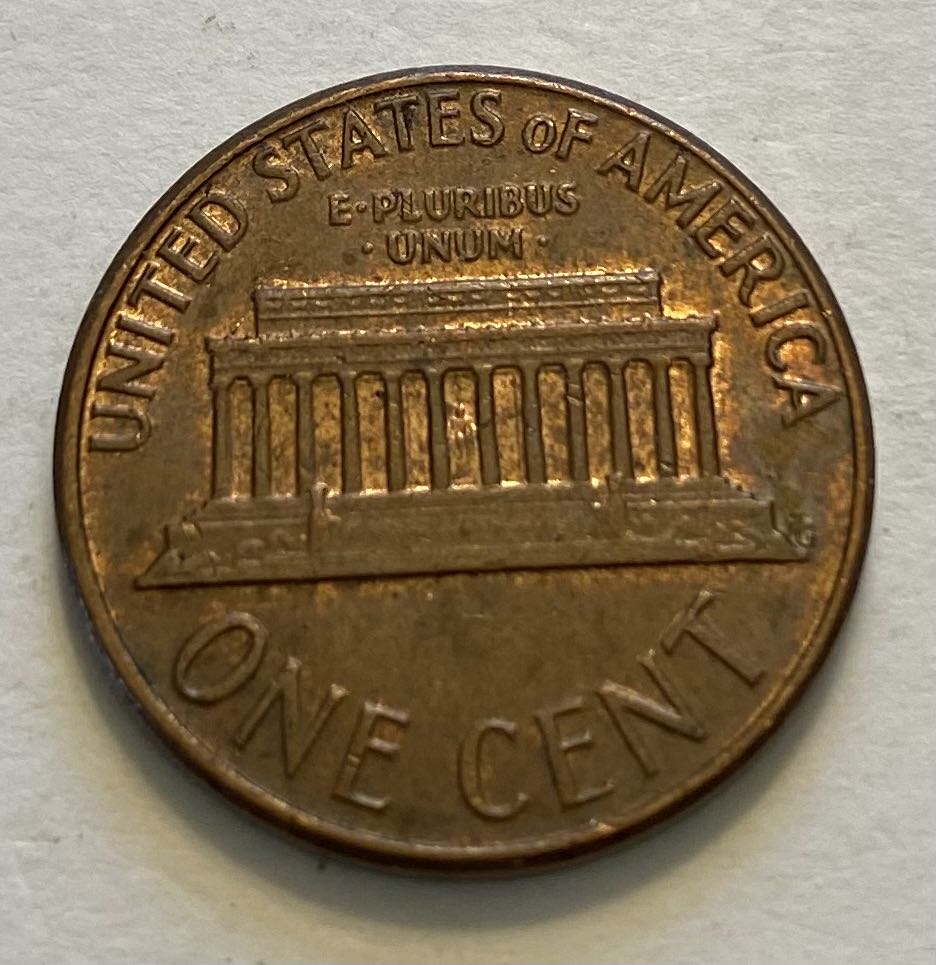 UNITED STATES OF AMERICA
E·PLURIBUS
·UNUM·
ONE CENT